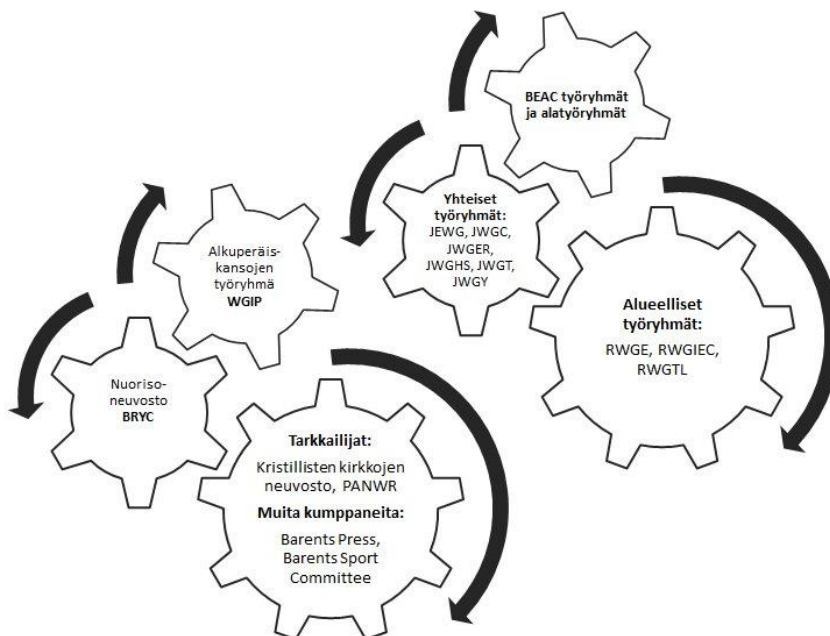 BEAC työryhmät
ja alatyöryhmät
Yhteiset
työryhmät:
JEWG, JWGC,
JWGER,
JWGHS, JWGT,
JWGY
Alueelliset
työryhmät:
RWGE, RWGIEC,
RWGTL
Alkuperäis-
kansojen
työryhmä
WGIP
Nuoriso-
neuvosto
BRYC
Tarkkailijat:
Kristillisten kirkkojen
neuvosto, PANWR
Muita kumppaneita:
Barents Press,
Barents Sport
Committee